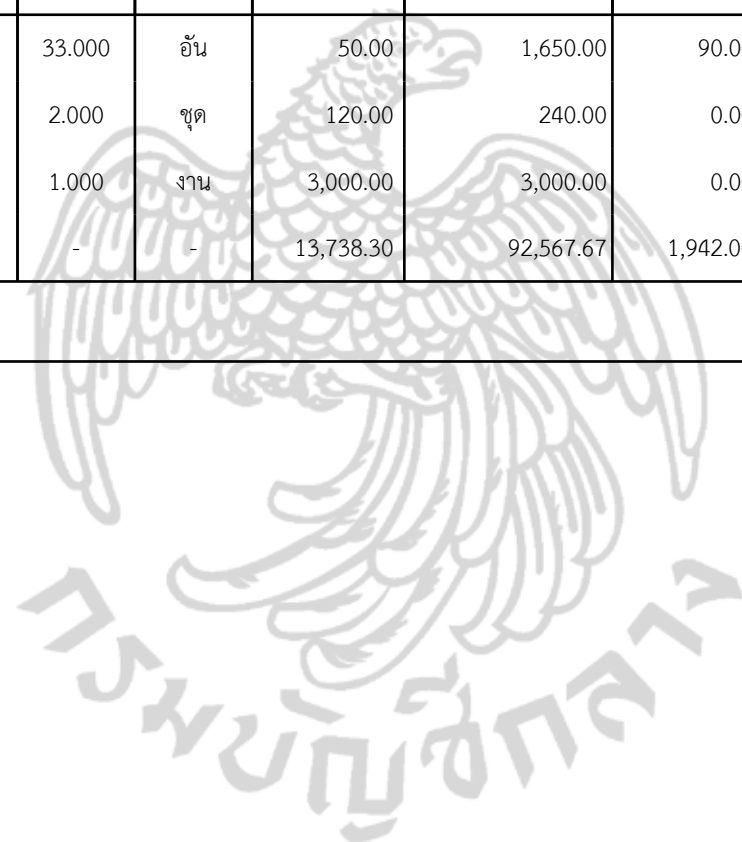 33.000 อัน 50.00 1,650.00 90.0
2.000 ชุด 120.00 240.00 0.0
1.000 งาน 3,000.00 3,000.00 0.0
- - 13,738.30 92,567.67 1,942.0
กรมบัญชีกลาง